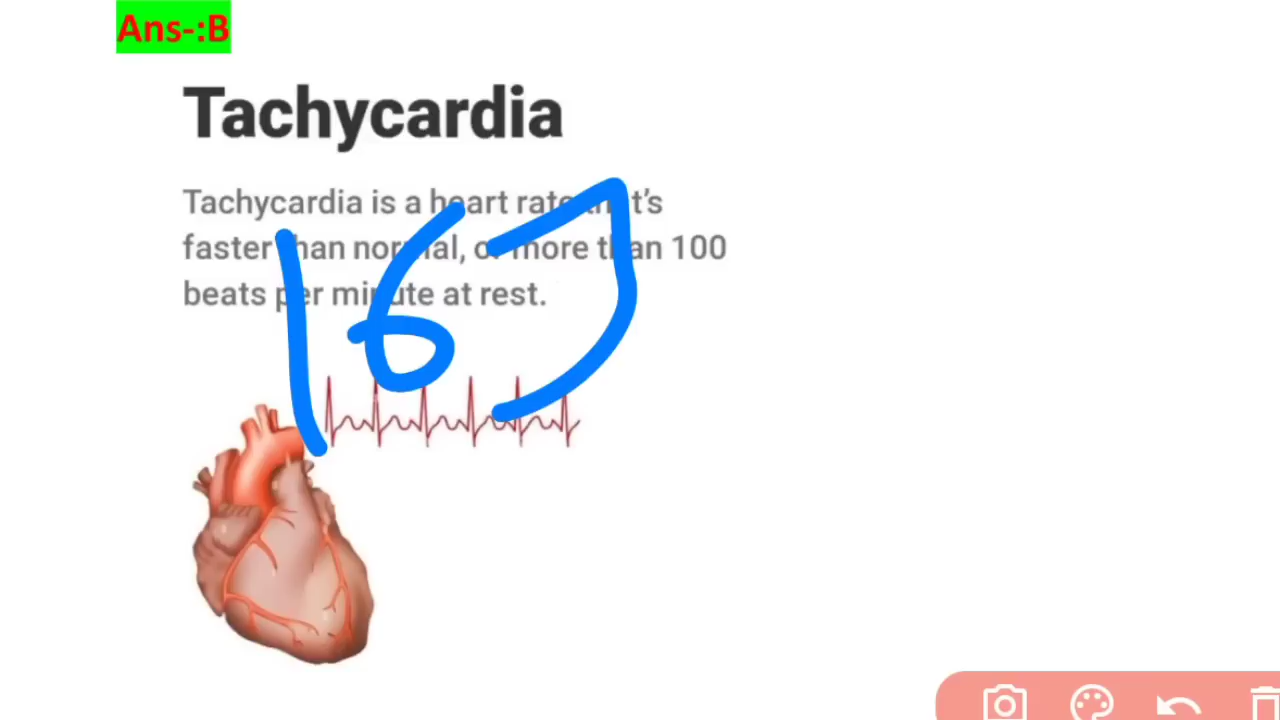 Ans-:B
Tachycardia
Tachycardia is a heart rate that's
faster than normal, or more than 100
beats per minute at rest.
167